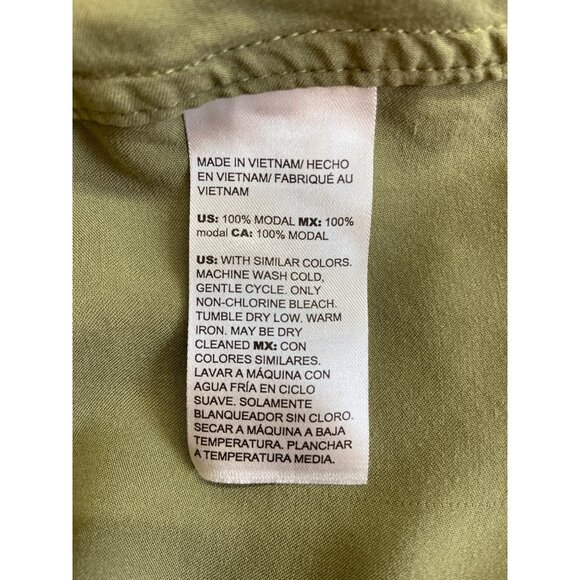 MADE IN VIETNAM/ HECHO
EN VIETNAM/ FABRIQUÉ AU
VIETNAM
US: 100% MODAL MX: 100%
modal CA: 100% MODAL
US: WITH SIMILAR COLORS.
MACHINE WASH COLD,
GENTLE CYCLE. ONLY
NON-CHLORINE BLEACH.
TUMBLE DRY LOW. WARM
IRON. MAY BE DRY
CLEANED MX: CON
COLORES SIMILARES.
LAVAR A MÁQUINA CON
AGUA FRÍA EN CICLO
SUAVE. SOLAMENTE
BLANQUEADOR SIN CLORO.
SECAR A MÁQUINA A BAJA
TEMPERATURA. PLANCHAR
A TEMPERATURA MEDIA.